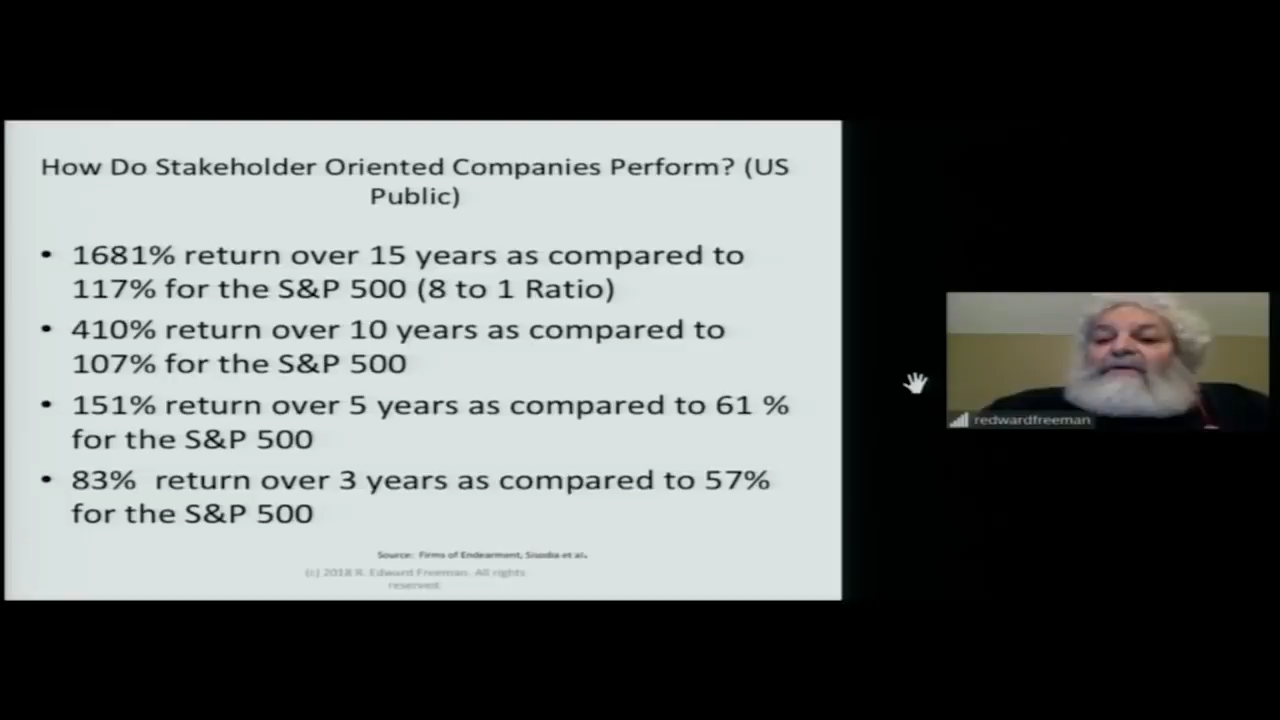 How Do Stakeholder Oriented Companies Perform? (US
Public)
• 1681% return over 15 years as compared to
117% for the S&P 500 (8 to 1 Ratio)
• 410% return over 10 years as compared to
107% for the S&P 500
• 151% return over 5 years as compared to 61 %
for the S&P 500
• 83% return over 3 years as compared to 57%
for the S&P 500
Source: Firms of Endearment, Sisodia et al.
(c) 2018 R. Edward Freeman. All rights
reserved
redwardfreeman